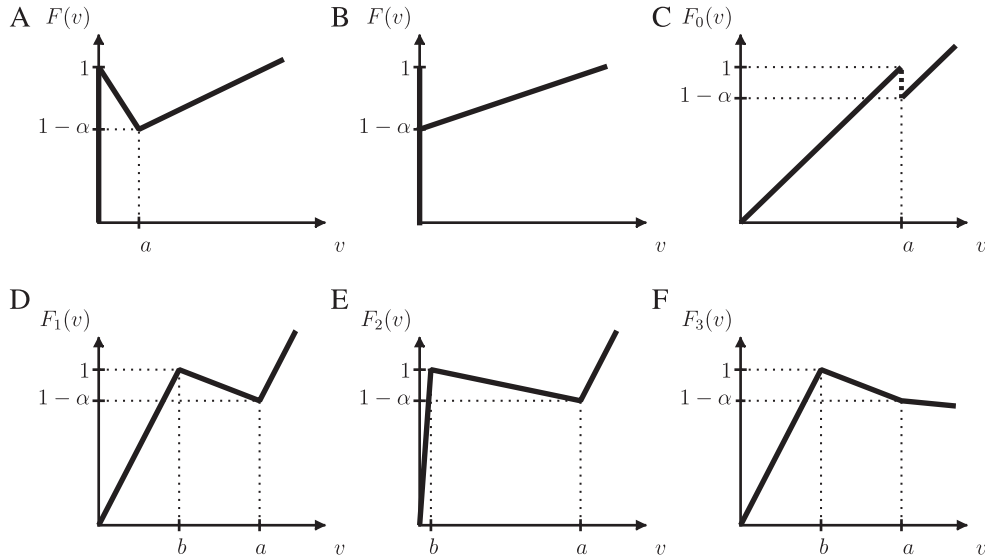 A F(v)
1
1 − α
a v
B F(v)
1
1 − α
v
C F₀(v)
1
1 − α
a v
D F₁(v)
1
1 − α
b a v
E F₂(v)
1
1 − α
b a v
F F₃(v)
1
1 − α
b a v